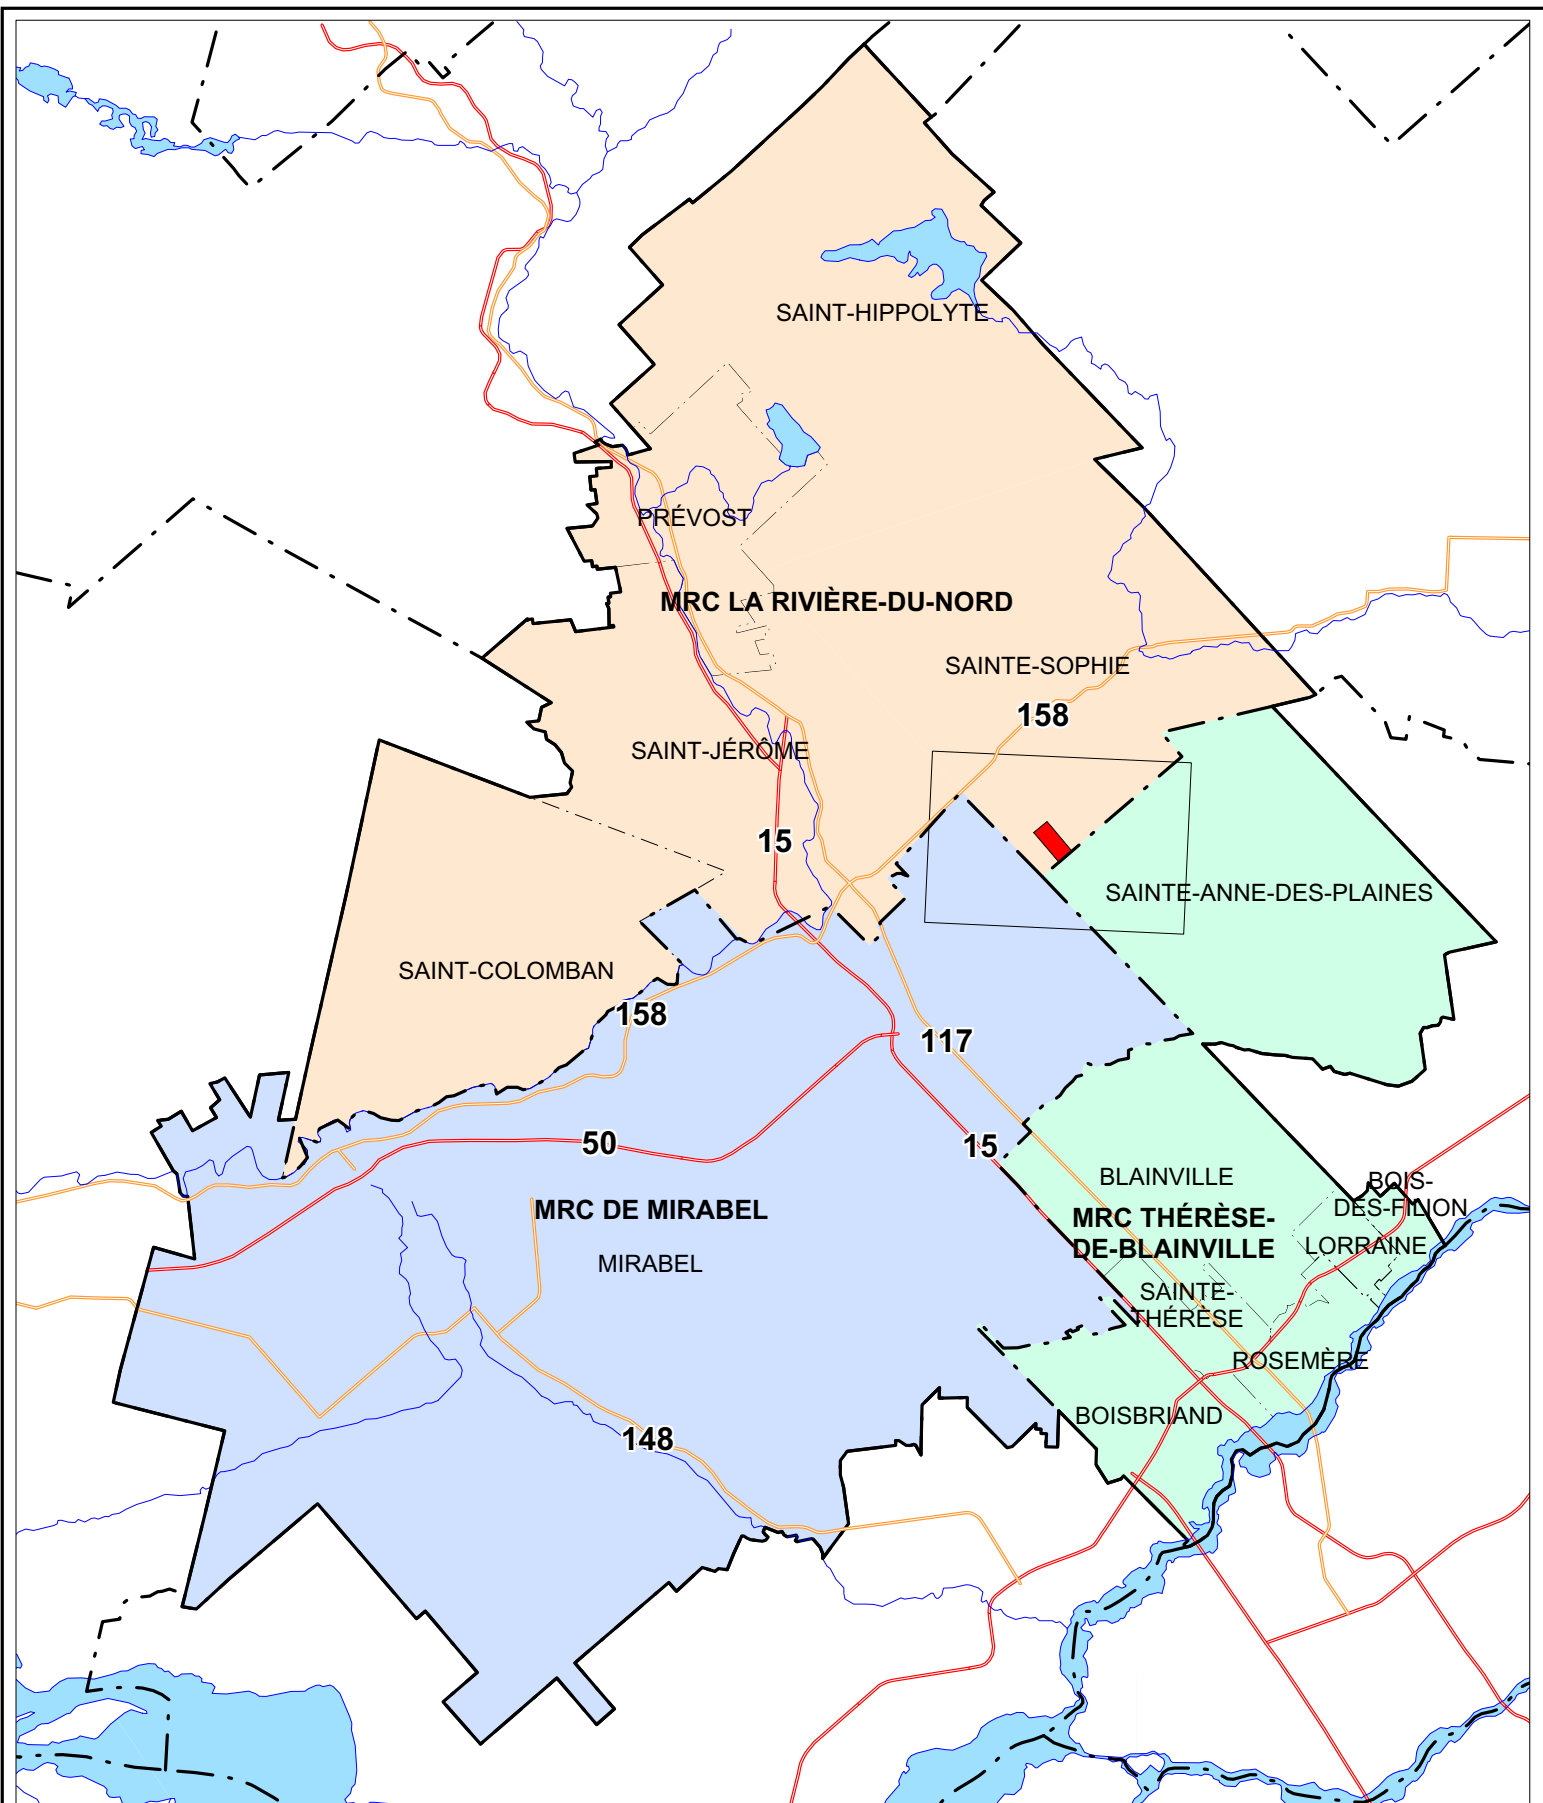 SAINT-HIPPOLYTE
PRÉVOST
MRC LA RIVIÈRE-DU-NORD
SAINTE-SOPHIE
158
SAINT-JÉRÔME
15
SAINTE-ANNE-DES-PLAINES
SAINT-COLOMBAN
158
117
50
15
BLAINVILLE
BOIS-
DES-FILION
MRC DE MIRABEL
MRC THÉRÈSE-
DE-BLAINVILLE
LORRAINE
MIRABEL
SAINTE-
THÉRÈSE
ROSEMÈRE
BOISBRIAND
148